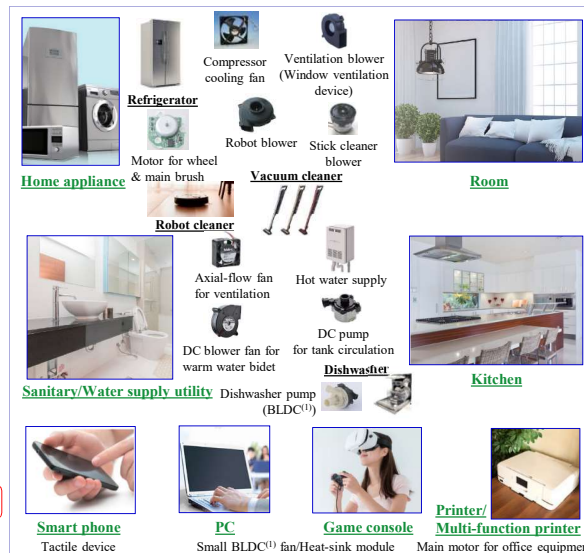 Compressor
cooling fan
Ventilation blower
(Window ventilation
device)
Refrigerator
Robot blower
Stick cleaner
blower
Motor for wheel
& main brush
Home appliance
Vacuum cleaner
Room
Robot cleaner
Axial-flow fan
for ventilation
Hot water supply
DC blower fan for
warm water bidet
DC pump
for tank circulation
Dishwasher
Sanitary/Water supply utility
Kitchen
Dishwasher pump
(BLDC(1))
Smart phone
PC
Game console
Printer/
Multi-function printer
Tactile device
Small BLDC(1) fan/Heat-sink module
Main motor for office equipmen